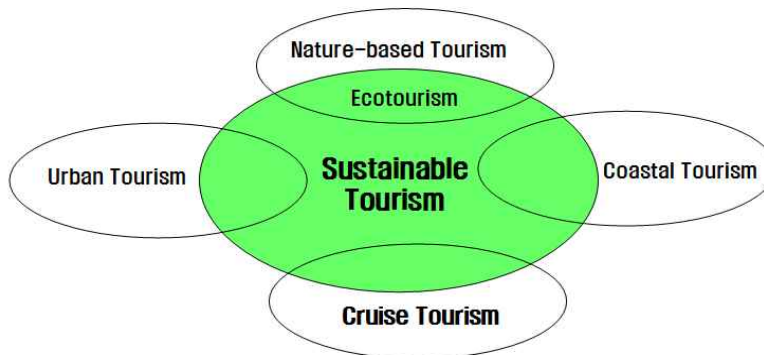 Nature-based Tourism
Ecotourism
Urban Tourism
Sustainable
Tourism
Coastal Tourism
Cruise Tourism